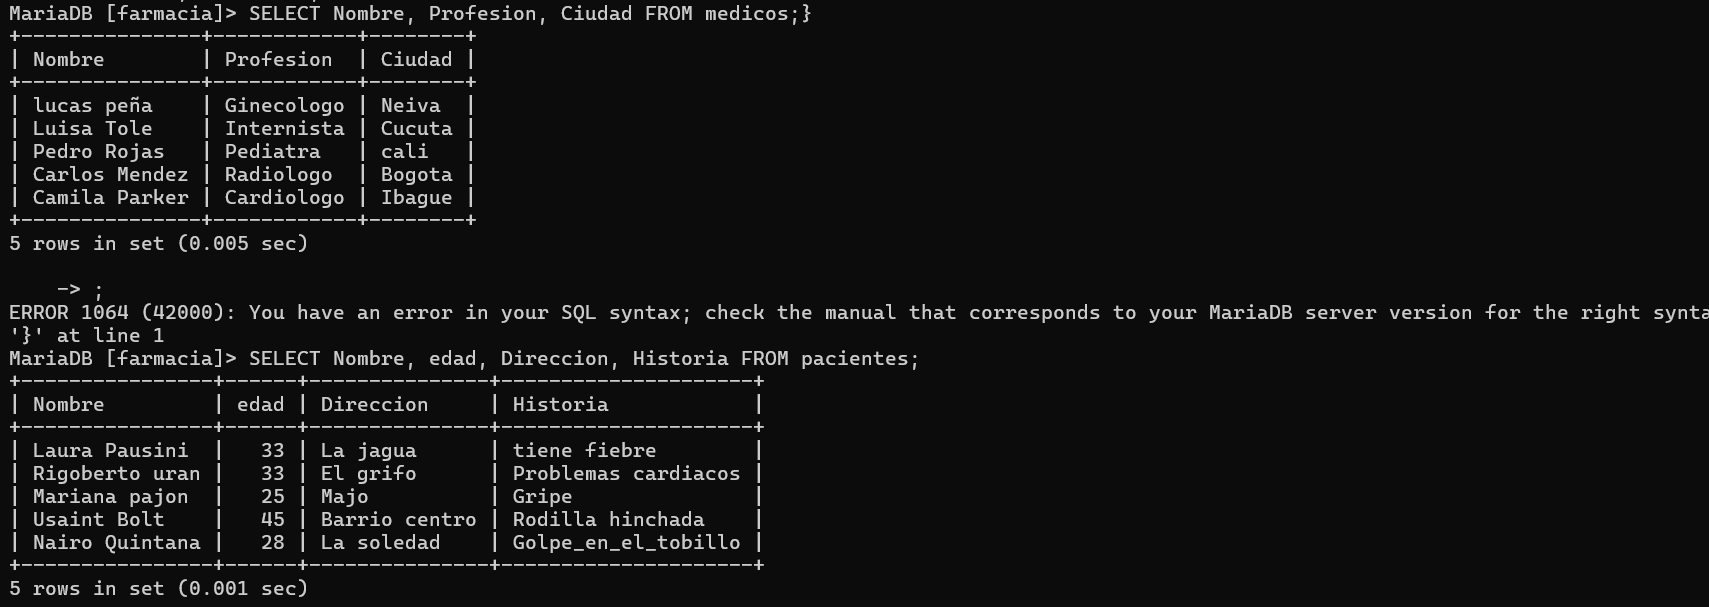 MariaDB [farmacia]> SELECT Nombre, Profesion, Ciudad FROM medicos;}
+---------------+------------+--------+
| Nombre        | Profesion  | Ciudad |
+---------------+------------+--------+
| lucas peña    | Ginecologo | Neiva  |
| Luisa Tole    | Internista | Cucuta |
| Pedro Rojas   | Pediatra   | cali   |
| Carlos Mendez | Radiologo  | Bogota |
| Camila Parker | Cardiologo | Ibague |
+---------------+------------+--------+
5 rows in set (0.005 sec)

    -> ;
ERROR 1064 (42000): You have an error in your SQL syntax; check the manual that corresponds to your MariaDB server version for the right synta
'}' at line 1
MariaDB [farmacia]> SELECT Nombre, edad, Direccion, Historia FROM pacientes;
+----------------+------+---------------+---------------------+
| Nombre         | edad | Direccion     | Historia            |
+----------------+------+---------------+---------------------+
| Laura Pausini  |   33 | La jagua      | tiene fiebre        |
| Rigoberto uran |   33 | El grifo      | Problemas cardiacos |
| Mariana pajon  |   25 | Majo          | Gripe               |
| Usaint Bolt    |   45 | Barrio centro | Rodilla hinchada    |
| Nairo Quintana |   28 | La soledad    | Golpe_en_el_tobillo |
+----------------+------+---------------+---------------------+
5 rows in set (0.001 sec)